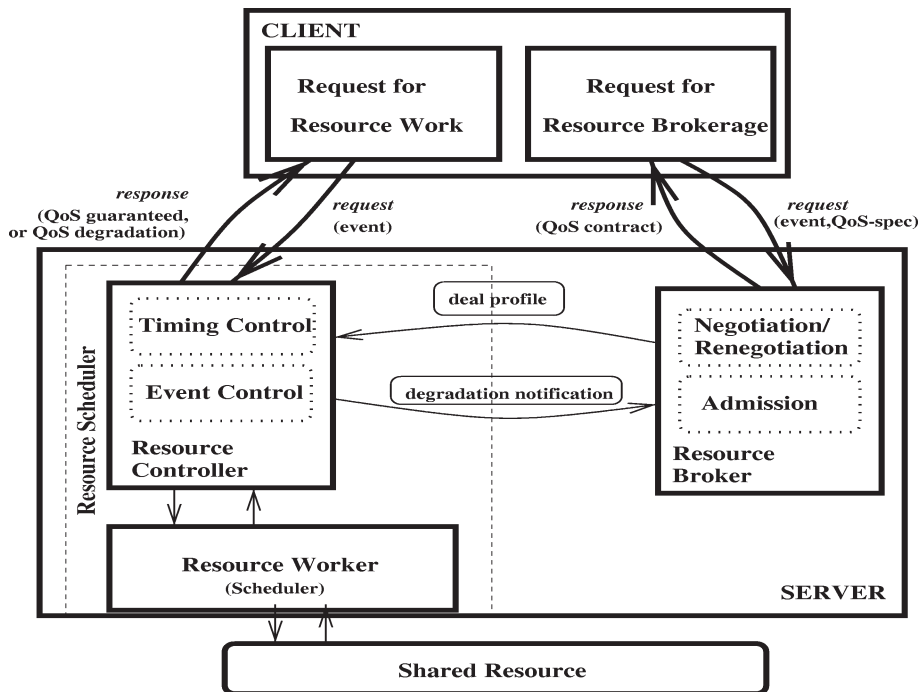 CLIENT
Request for
Resource Work
Request for
Resource Brokerage
response
(QoS guaranteed,
or QoS degradation)
request
(event)
response
(QoS contract)
request
(event,QoS-spec)
Resource Scheduler
Timing Control
Event Control
Resource
Controller
deal profile
degradation notification
Negotiation/
Renegotiation
Admission
Resource
Broker
Resource Worker
(Scheduler)
SERVER
Shared Resource